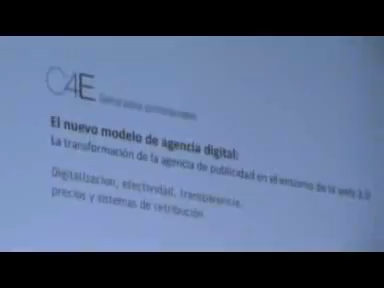 C4E
El nuevo modelo de agencia digital:
La transformación de la agencia de publicidad en el entorno de la web 2.0
Digitalización, efectividad, transparencia,
precios y sistemas de retribución.